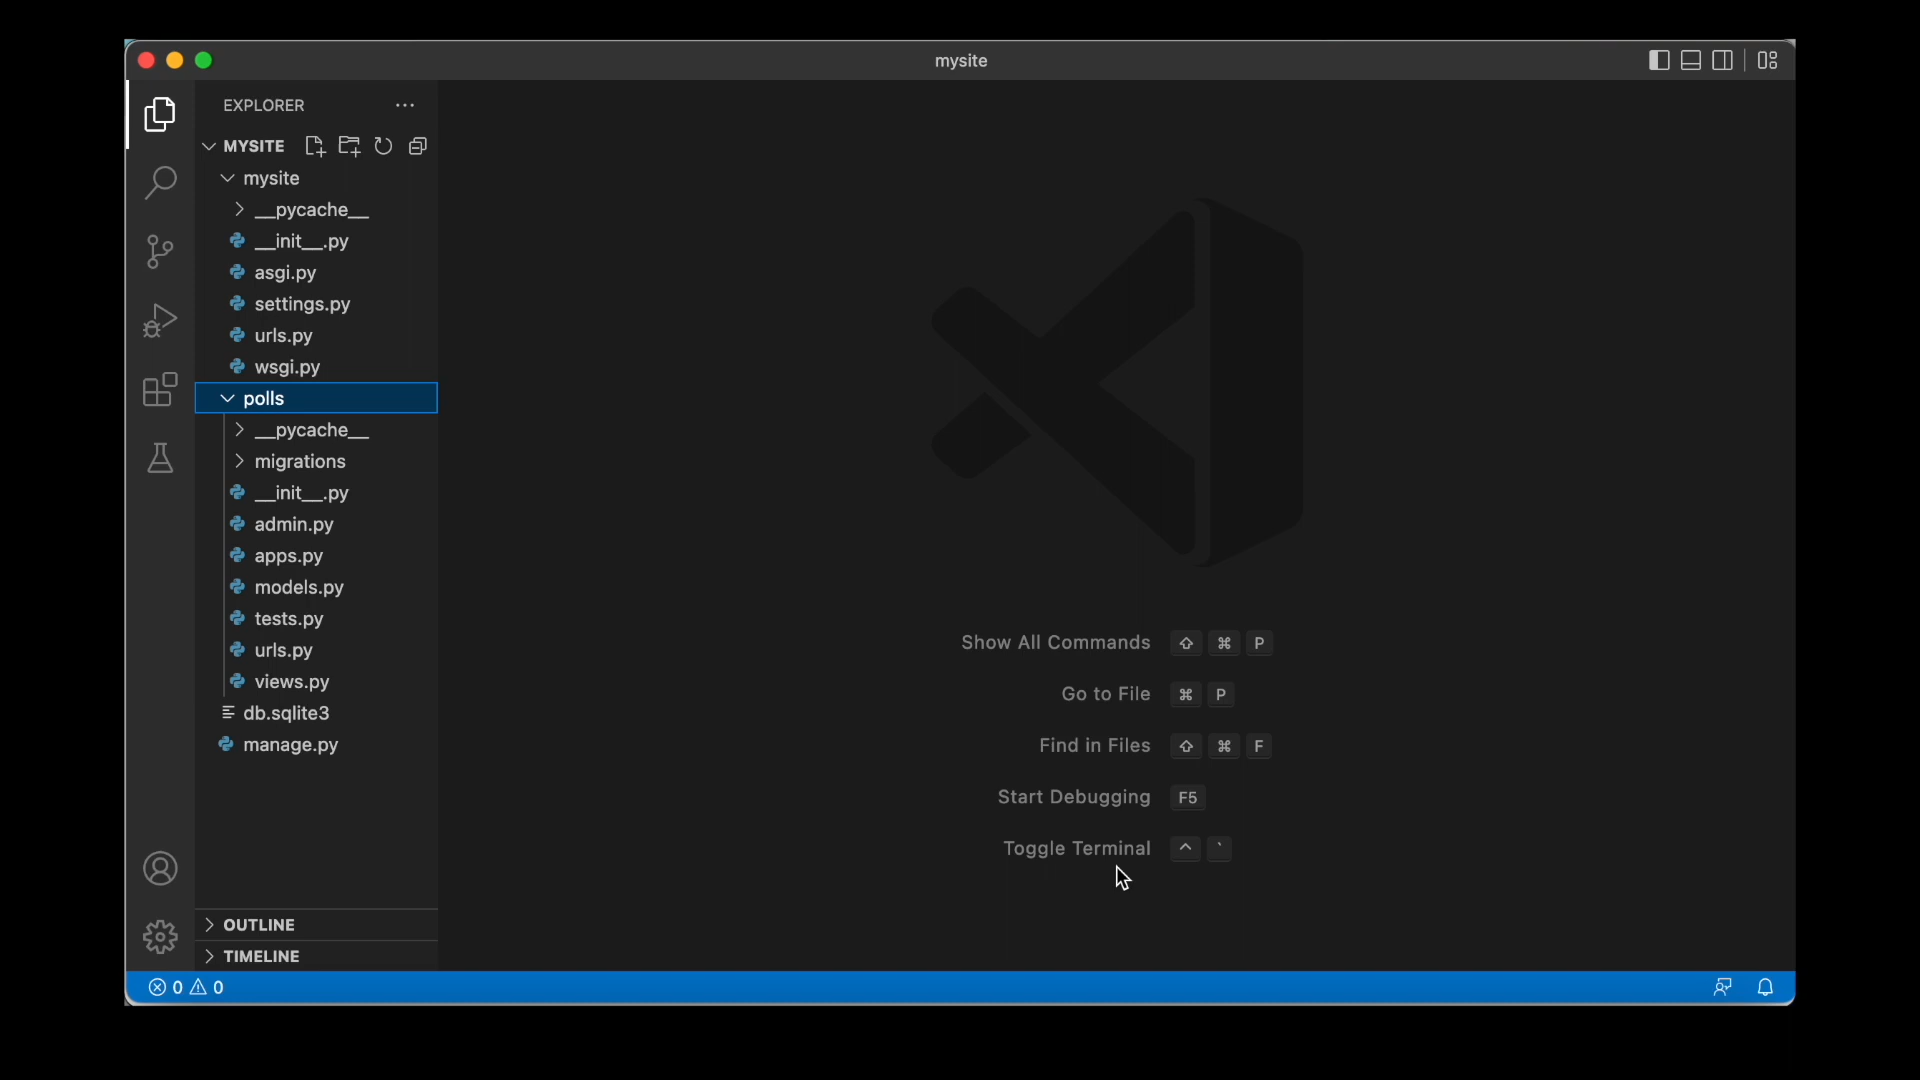 mysite
EXPLORER
MYSITE
mysite
__pycache__
__init__.py
asgi.py
settings.py
urls.py
wsgi.py
polls
__pycache__
migrations
__init__.py
admin.py
apps.py
models.py
tests.py
urls.py
views.py
db.sqlite3
manage.py
OUTLINE
TIMELINE
Show All Commands ⇧ ⌘ P
Go to File ⌘ P
Find in Files ⇧ ⌘ F
Start Debugging F5
Toggle Terminal ^ `
0 0